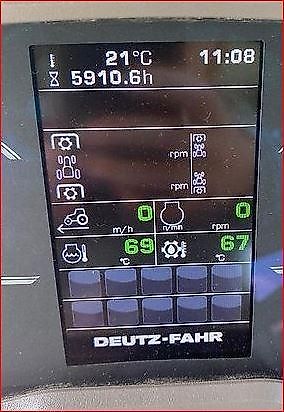 21°C 11:08
5910.6h
rpm
rpm
0 0
m/h n/min rpm
69 67
°C °C
DEUTZ-FAHR